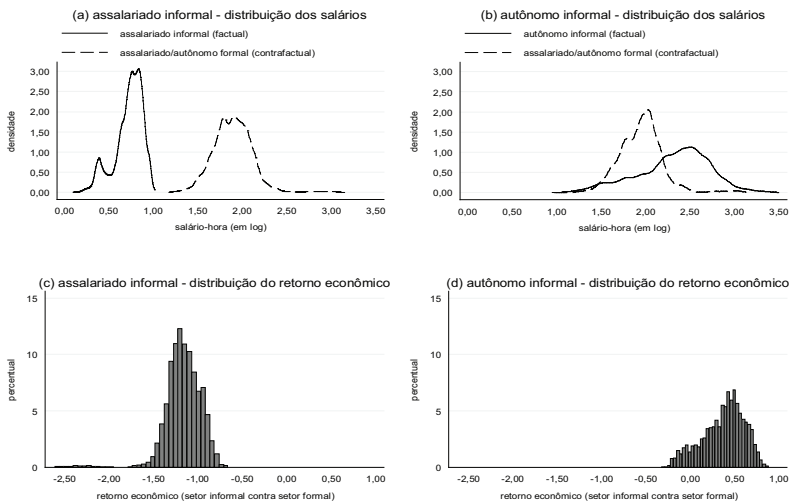 (a) assalariado informal - distribuição dos salários
assalariado informal (factual)
assalariado/autônomo formal (contrafactual)
densidade
3,00
2,50
2,00
1,50
1,00
0,50
0,00
0,00 0,50 1,00 1,50 2,00 2,50 3,00 3,50
salário-hora (em log)
(b) autônomo informal - distribuição dos salários
autônomo informal (factual)
assalariado/autônomo formal (contrafactual)
densidade
3,00
2,50
2,00
1,50
1,00
0,50
0,00
0,00 0,50 1,00 1,50 2,00 2,50 3,00 3,50
salário-hora (em log)
(c) assalariado informal - distribuição do retorno econômico
percentual
15
10
5
0
-2,50 -2,00 -1,50 -1,00 -0,50 0,00 0,50 1,00
retorno econômico (setor informal contra setor formal)
(d) autônomo informal - distribuição do retorno econômico
percentual
15
10
5
0
-2,50 -2,00 -1,50 -1,00 -0,50 0,00 0,50 1,00
retorno econômico (setor informal contra setor formal)